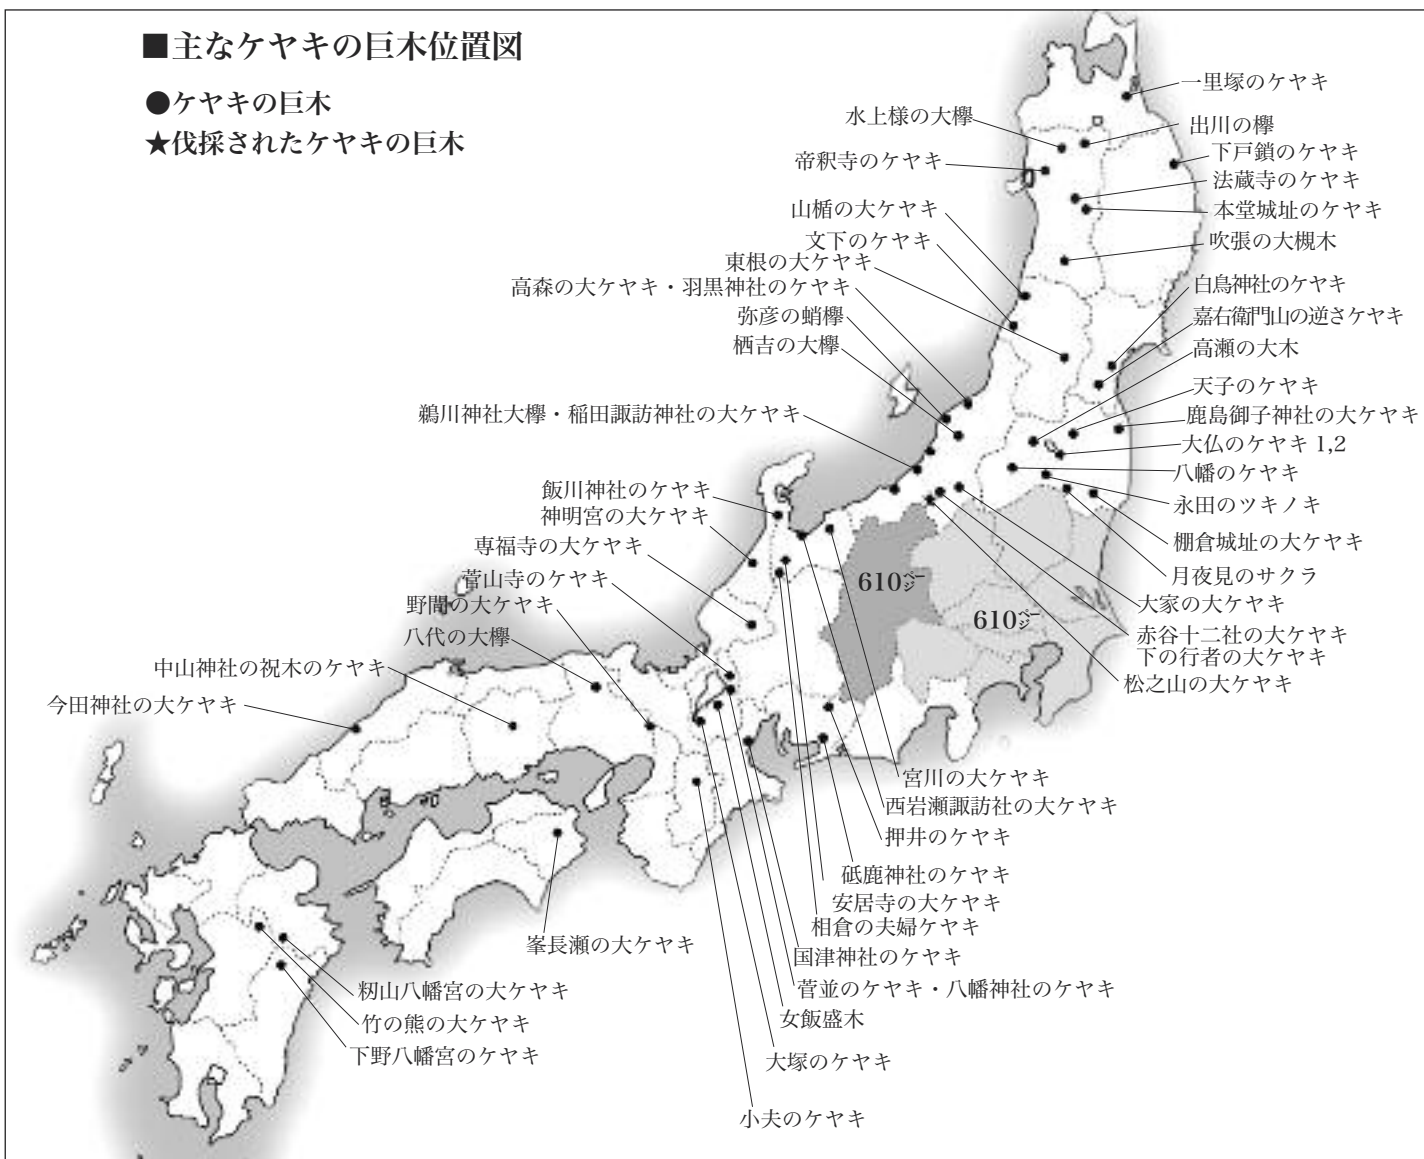 ■主なケヤキの巨木位置図
●ケヤキの巨木
★伐採されたケヤキの巨木
一里塚のケヤキ
水上様の大欅
出川の欅
下戸鎖のケヤキ
帝釈寺のケヤキ
法蔵寺のケヤキ
山楯の大ケヤキ
本堂城址のケヤキ
文下のケヤキ
吹張の大槻木
東根の大ケヤキ
高森の大ケヤキ・羽黒神社のケヤキ
白鳥神社のケヤキ
弥彦の蛸欅
嘉右衛門山の逆さケヤキ
栖吉の大欅
高瀬の大木
天子のケヤキ
鵜川神社大欅・稲田諏訪神社の大ケヤキ
鹿島御子神社の大ケヤキ
大仏のケヤキ 1,2
八幡のケヤキ
飯川神社のケヤキ
永田のツキノキ
神明宮の大ケヤキ
棚倉城址の大ケヤキ
専福寺の大ケヤキ
月夜見のサクラ
菅山寺のケヤキ
610ページ
野間の大ケヤキ
大家の大ケヤキ
610ページ
八代の大欅
赤谷十二社の大ケヤキ
下の行者の大ケヤキ
中山神社の祝木のケヤキ
松之山の大ケヤキ
今田神社の大ケヤキ
宮川の大ケヤキ
西岩瀬諏訪社の大ケヤキ
押井のケヤキ
砥鹿神社のケヤキ
安居寺の大ケヤキ
相倉の夫婦ケヤキ
峯長瀬の大ケヤキ
国津神社のケヤキ
籾山八幡宮の大ケヤキ
菅並のケヤキ・八幡神社のケヤキ
竹の熊の大ケヤキ
女飯盛木
下野八幡宮のケヤキ
大塚のケヤキ
小夫のケヤキ